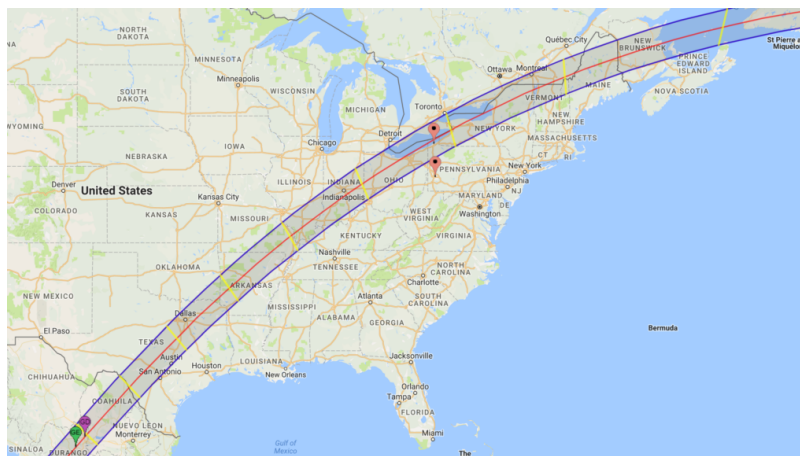 Québec City
NORTH
DAKOTA
NEW
BRUNSWICK
St Pierre a
Miquelo
MINNESOTA
Ottawa
Montreal
PRINCE
EDWARD
ISLAND
Minneapolis
MAINE
SOUTH
DAKOTA
WISCONSIN
VERMONT
NOVA SCOTIA
MICHIGAN
Toronto
NEW
HAMPSHIRE
WYOMING
Detroit
NEW YORK
MASSACHUSETTS
Chicago
IOWA
CT
RI
NEBRASKA
PENNSYLVANIA
New York
ILLINOIS
INDIANA
OHIO
Philadelphia
Denver
United States
Indianapolis
MARYLAND
NJ
Kansas City
DE
COLORADO
WEST
VIRGINIA
Washington
KANSAS
MISSOURI
KENTUCKY
VIRGINIA
Nashville
OKLAHOMA
TENNESSEE
NORTH
CAROLINA
Charlotte
ARKANSAS
NEW MEXICO
Atlanta
SOUTH
CAROLINA
MISSISSIPPI
Dallas
ALABAMA
GEORGIA
El Paso
Bermuda
TEXAS
Austin
LOUISIANA
Jacksonville
San Antonio
Houston
New Orleans
CHIHUAHUA
Orlando
COAHUILA
Tampa
FLORIDA
GE
NUEVO LEON
Monterrey
Miami
SINALOA
DURANGO
Gulf of
Mexico
The